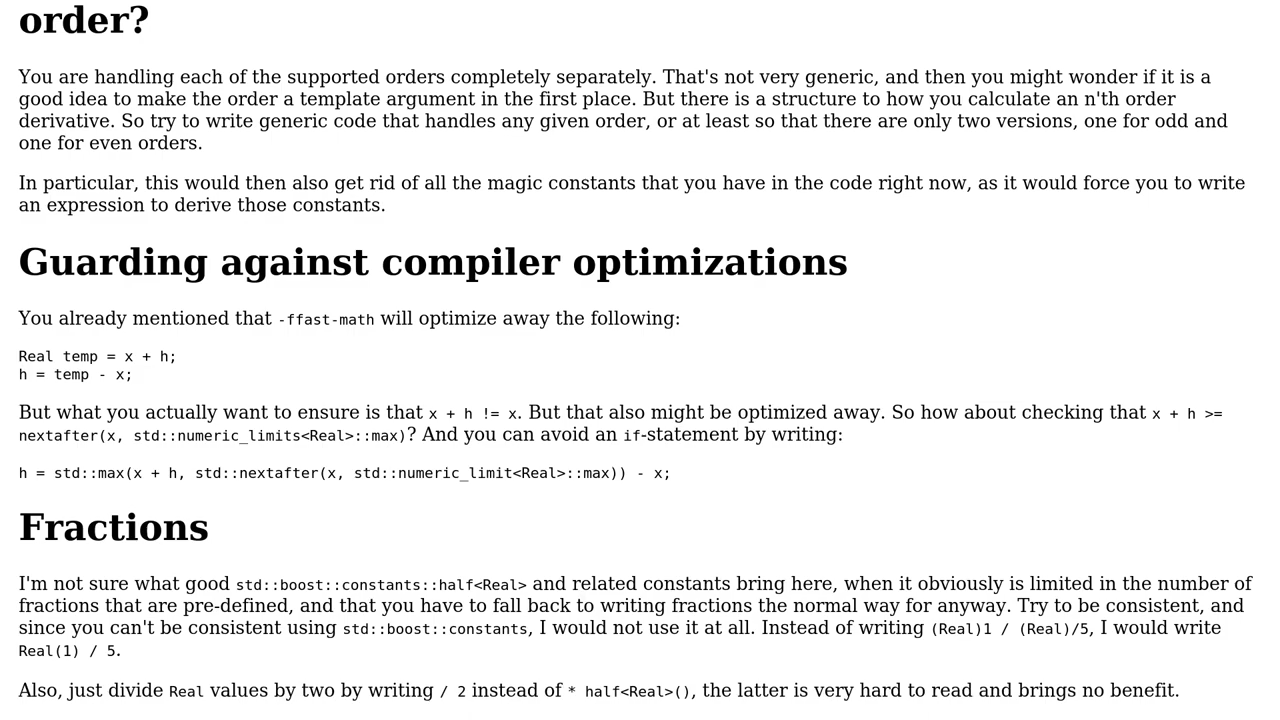 order?
You are handling each of the supported orders completely separately. That's not very generic, and then you might wonder if it is a
good idea to make the order a template argument in the first place. But there is a structure to how you calculate an n'th order
derivative. So try to write generic code that handles any given order, or at least so that there are only two versions, one for odd and
one for even orders.
In particular, this would then also get rid of all the magic constants that you have in the code right now, as it would force you to write
an expression to derive those constants.
Guarding against compiler optimizations
You already mentioned that -ffast-math will optimize away the following:
Real temp = x + h;
h = temp - x;
But what you actually want to ensure is that x + h != x. But that also might be optimized away. So how about checking that x + h >=
nextafter(x, std::numeric_limits<Real>::max)? And you can avoid an if-statement by writing:
h = std::max(x + h, std::nextafter(x, std::numeric_limit<Real>::max)) - x;
Fractions
I'm not sure what good std::boost::constants::half<Real> and related constants bring here, when it obviously is limited in the number of
fractions that are pre-defined, and that you have to fall back to writing fractions the normal way for anyway. Try to be consistent, and
since you can't be consistent using std::boost::constants, I would not use it at all. Instead of writing (Real)1 / (Real)/5, I would write
Real(1) / 5.
Also, just divide Real values by two by writing / 2 instead of * half<Real>(), the latter is very hard to read and brings no benefit.